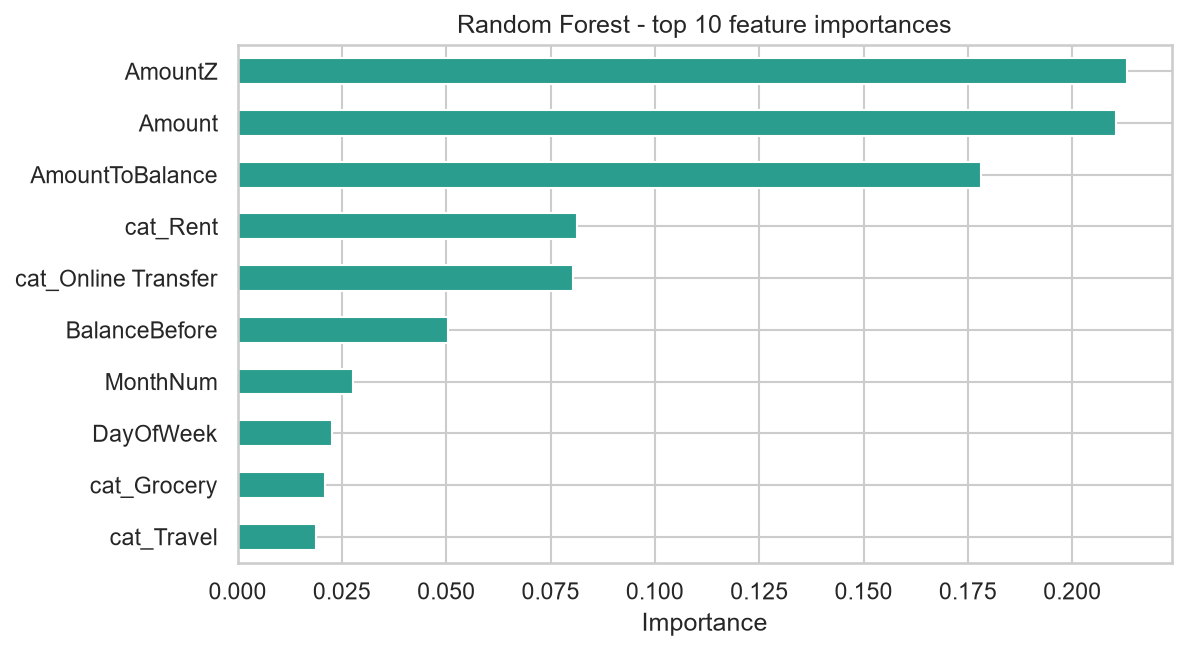 Random Forest - top 10 feature importances
AmountZ
Amount
AmountToBalance
cat_Rent
cat_Online Transfer
BalanceBefore
MonthNum
DayOfWeek
cat_Grocery
cat_Travel
0.000 0.025 0.050 0.075 0.100 0.125 0.150 0.175 0.200
Importance